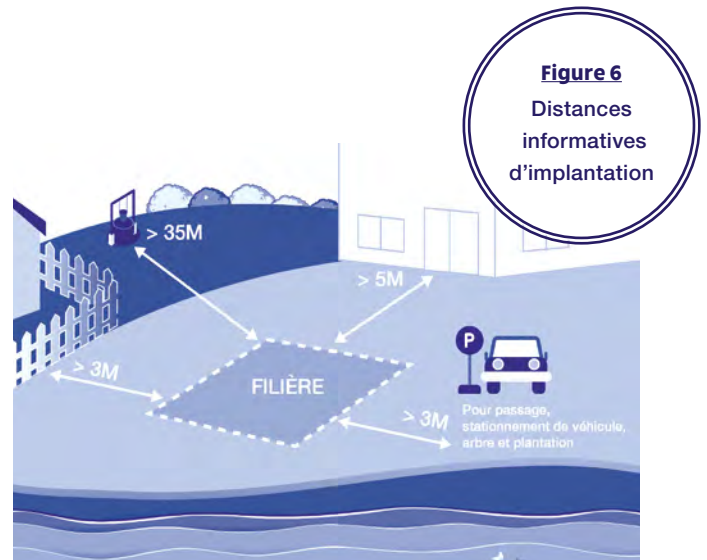 Figure 6
Distances
informatives
d'implantation
> 35M
> 5M
> 3M
FILIÈRE
P
> 3M
Pour passage,
stationnement de véhicule,
arbre et plantation